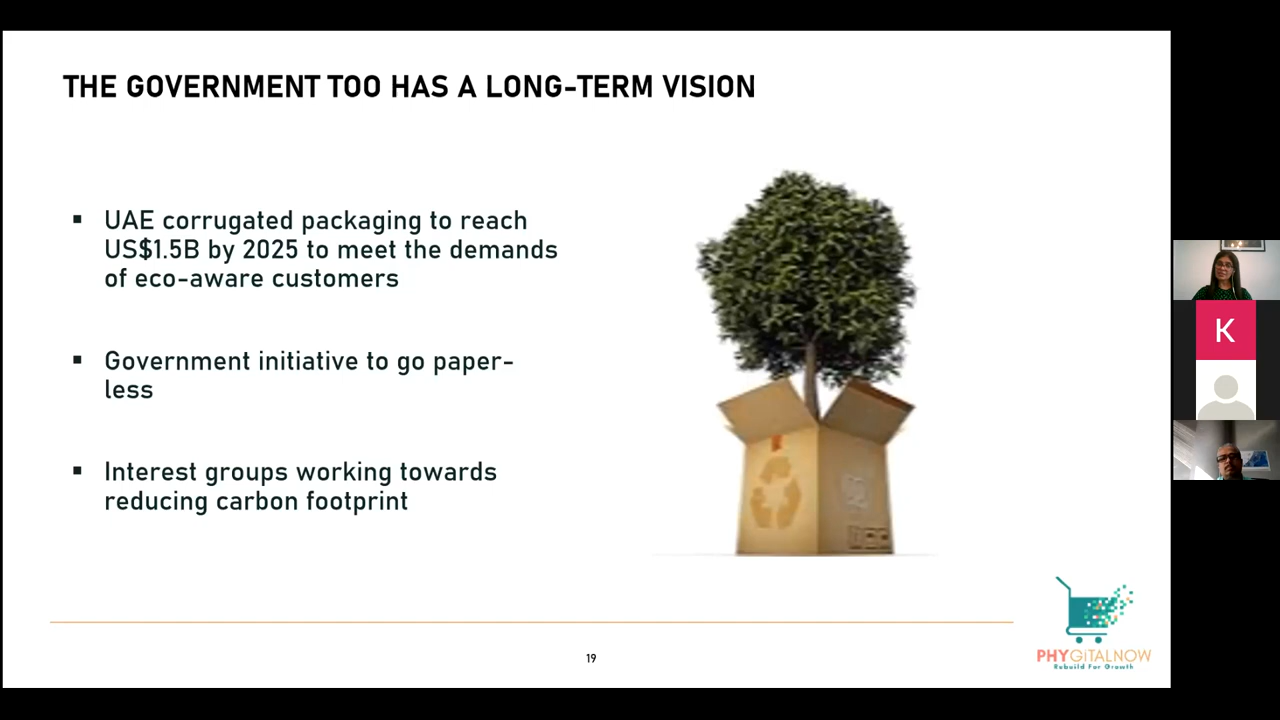 THE GOVERNMENT TOO HAS A LONG-TERM VISION
▪ UAE corrugated packaging to reach
US$1.5B by 2025 to meet the demands
of eco-aware customers
▪ Government initiative to go paper-
less
▪ Interest groups working towards
reducing carbon footprint
K
19
PHYGiTALNOW
Rebuild For Growth